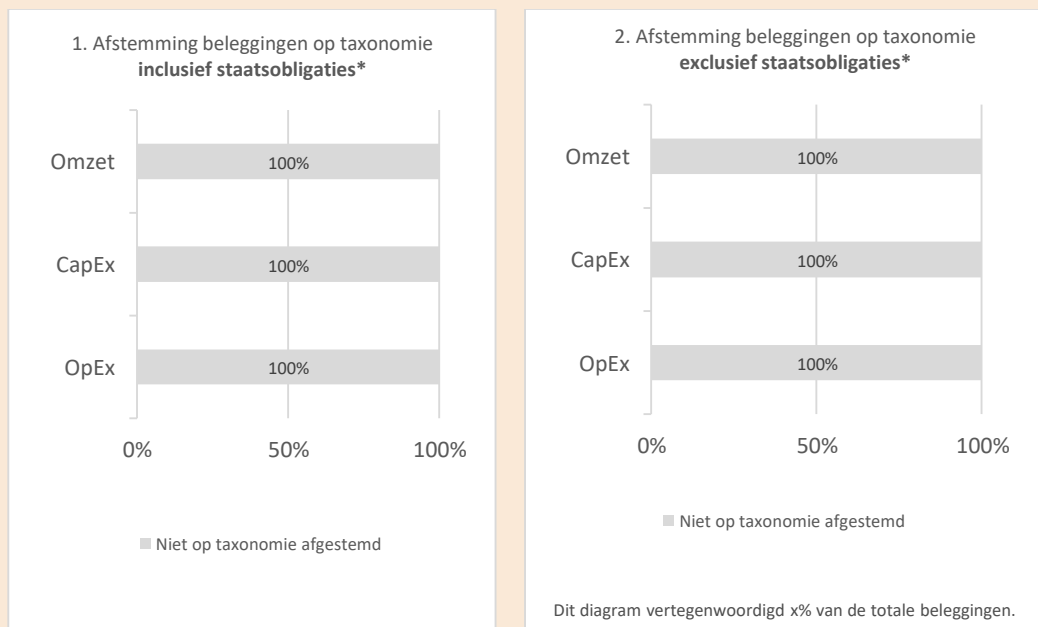 1. Afstemming beleggingen op taxonomie
inclusief staatsobligaties*
Omzet
100%
CapEx
100%
OpEx
100%
0%
50%
100%
Niet op taxonomie afgestemd
2. Afstemming beleggingen op taxonomie
exclusief staatsobligaties*
Omzet
100%
CapEx
100%
OpEx
100%
0%
50%
100%
Niet op taxonomie afgestemd
Dit diagram vertegenwoordigd x% van de totale beleggingen.